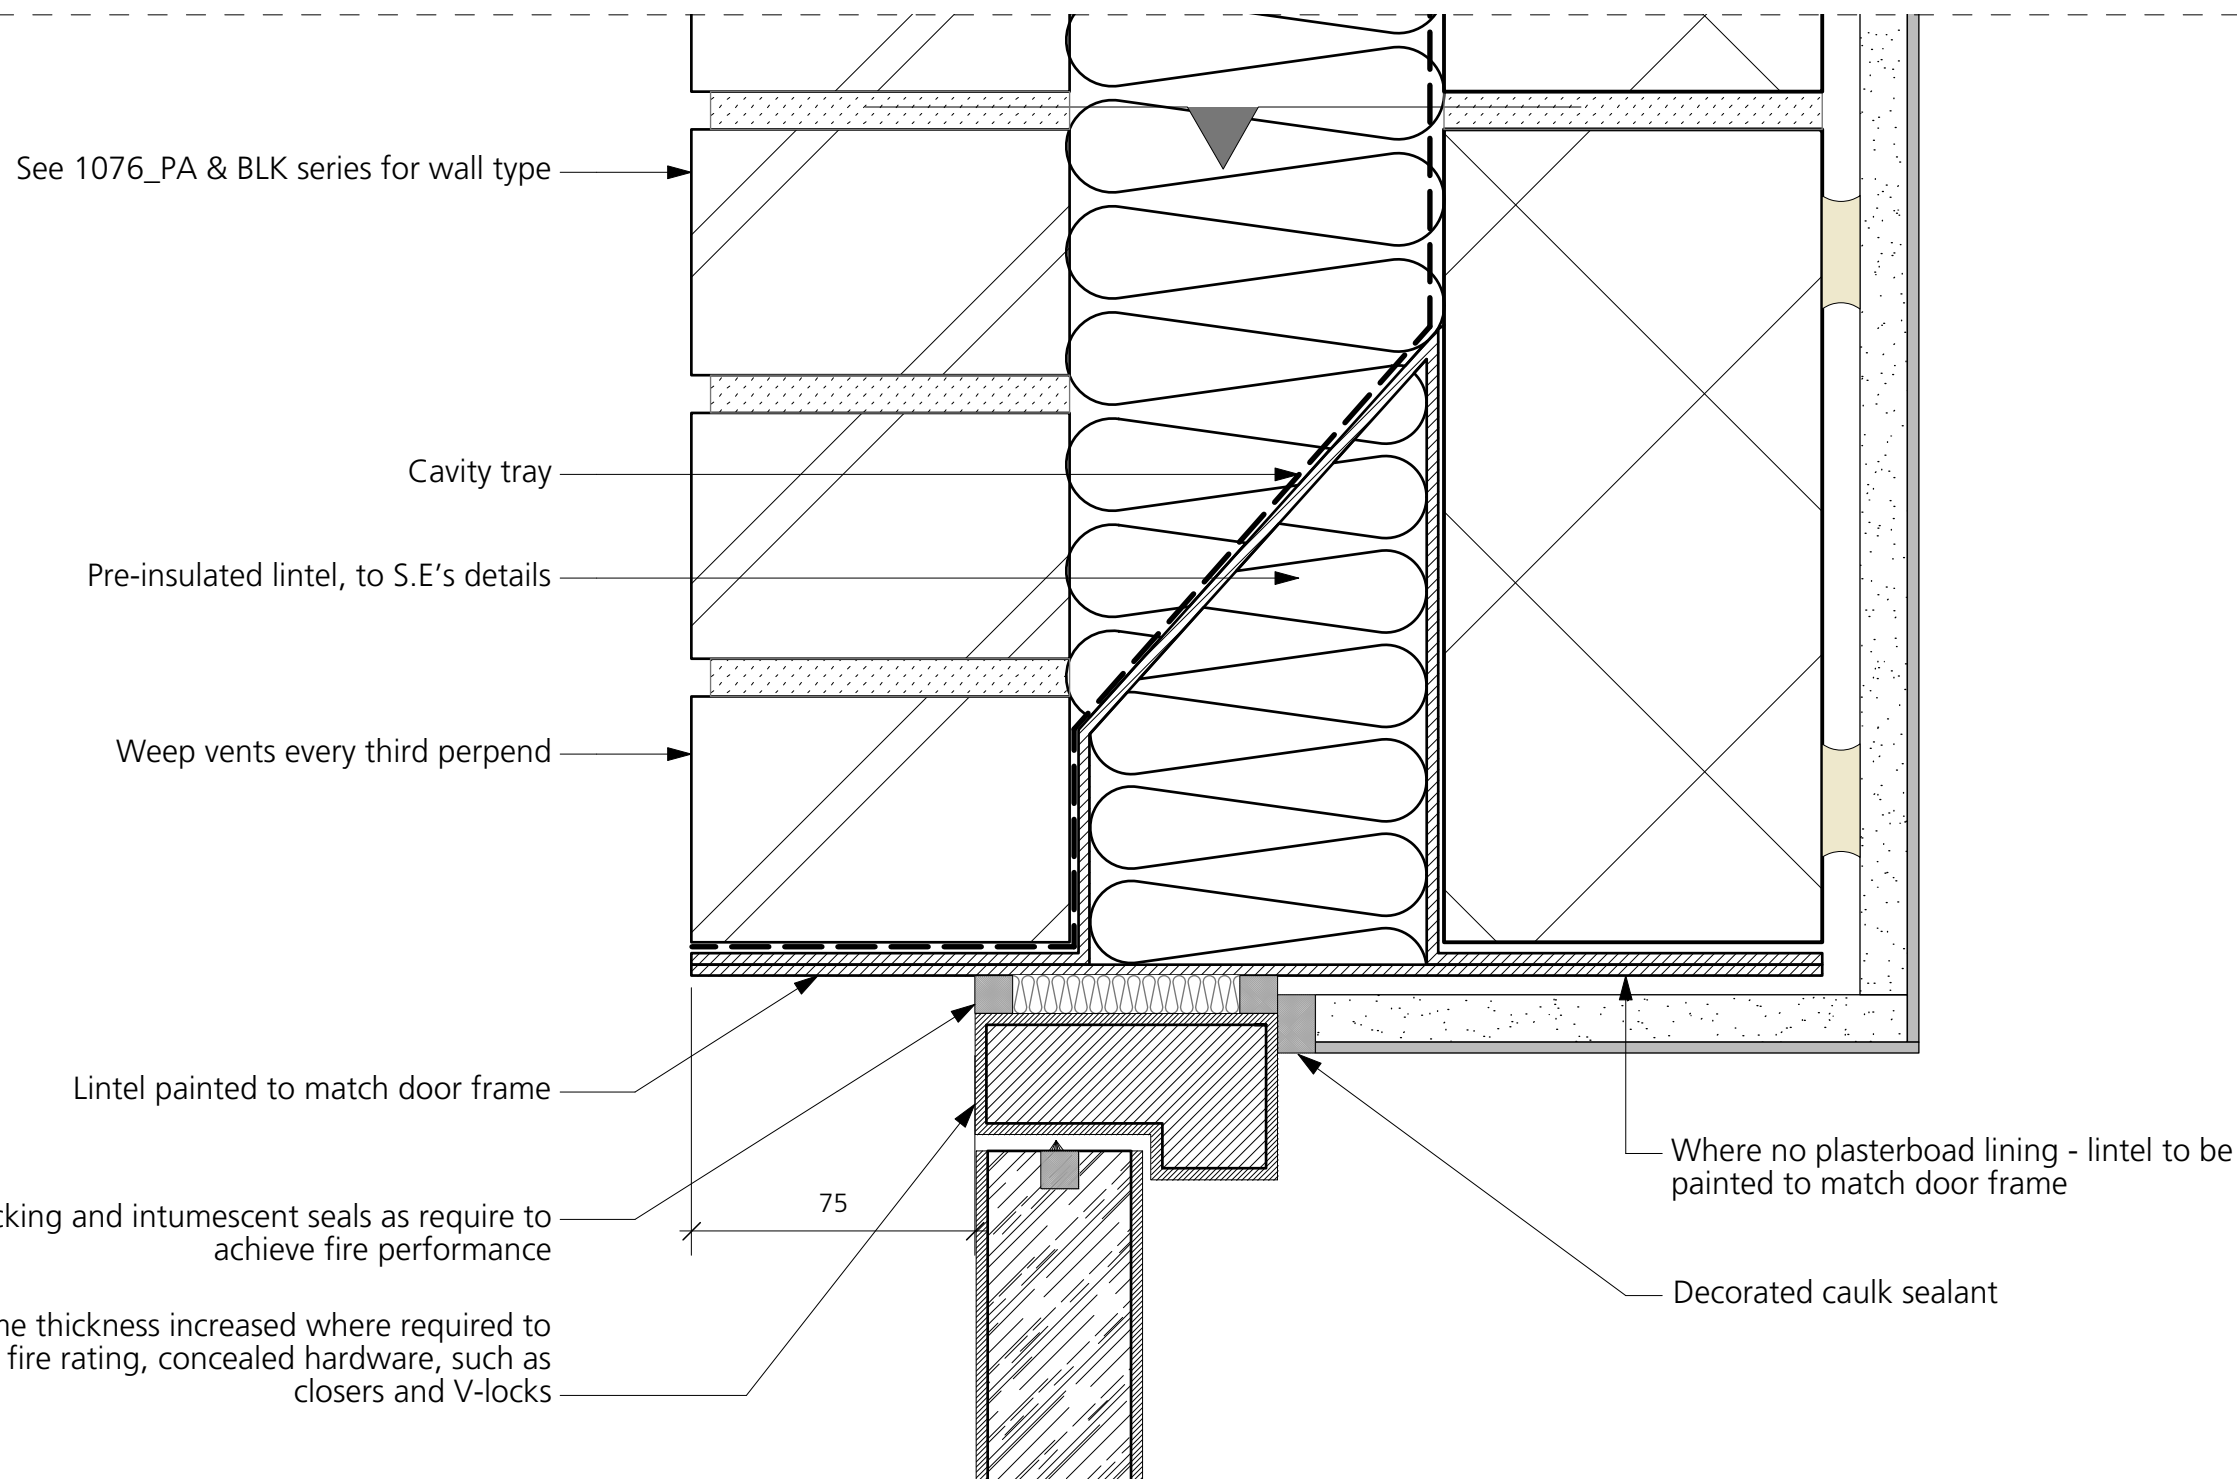 See 1076_PA & BLK series for wall type
Cavity tray
Pre-insulated lintel, to S.E's details
Weep vents every third perpend
Lintel painted to match door frame
and intumescent seals as require to
achieve fire performance
thickness increased where required to
fire rating, concealed hardware, such as
closers and V-locks
75
Where no plasterboad lining - lintel to be
painted to match door frame
Decorated caulk sealant